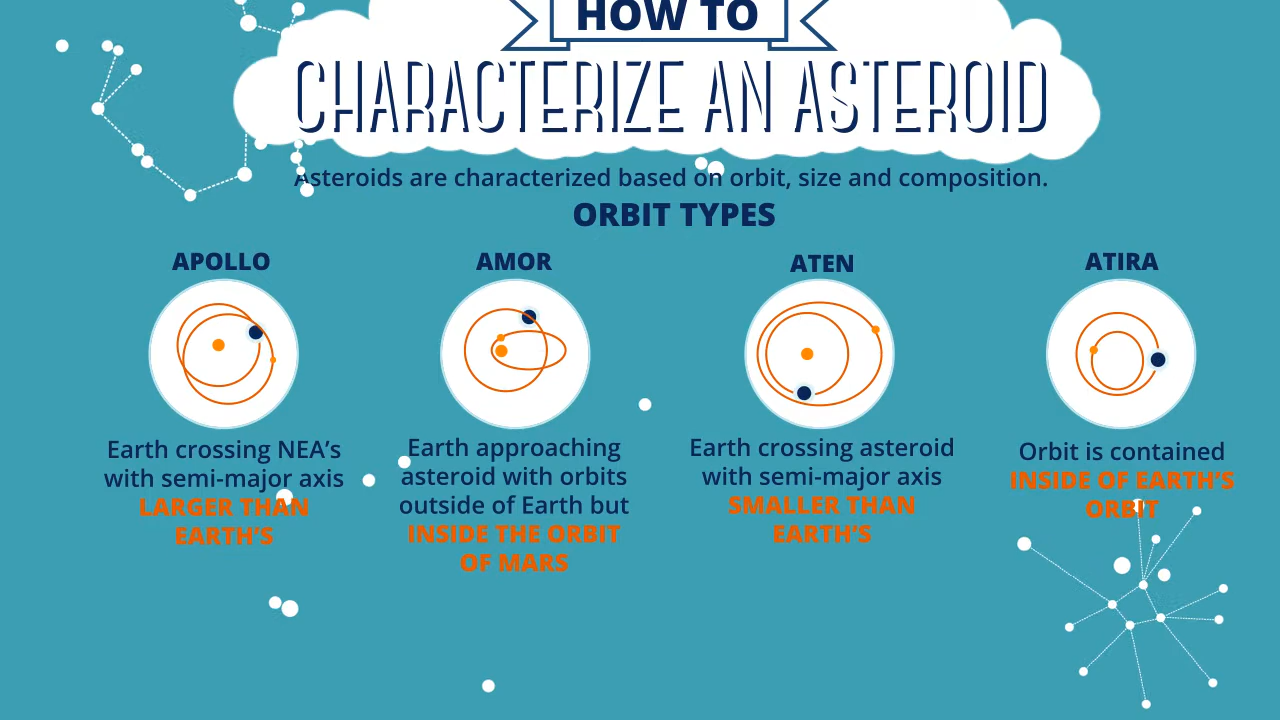 HOW TO
CHARACTERIZE AN ASTEROID
Asteroids are characterized based on orbit, size and composition.
ORBIT TYPES
APOLLO
Earth crossing NEA’s
with semi-major axis
LARGER THAN
EARTH’S
AMOR
Earth approaching
asteroid with orbits
outside of Earth but
INSIDE THE ORBIT
OF MARS
ATEN
Earth crossing asteroid
with semi-major axis
SMALLER THAN
EARTH’S
ATIRA
Orbit is contained
INSIDE OF EARTH’S
ORBIT